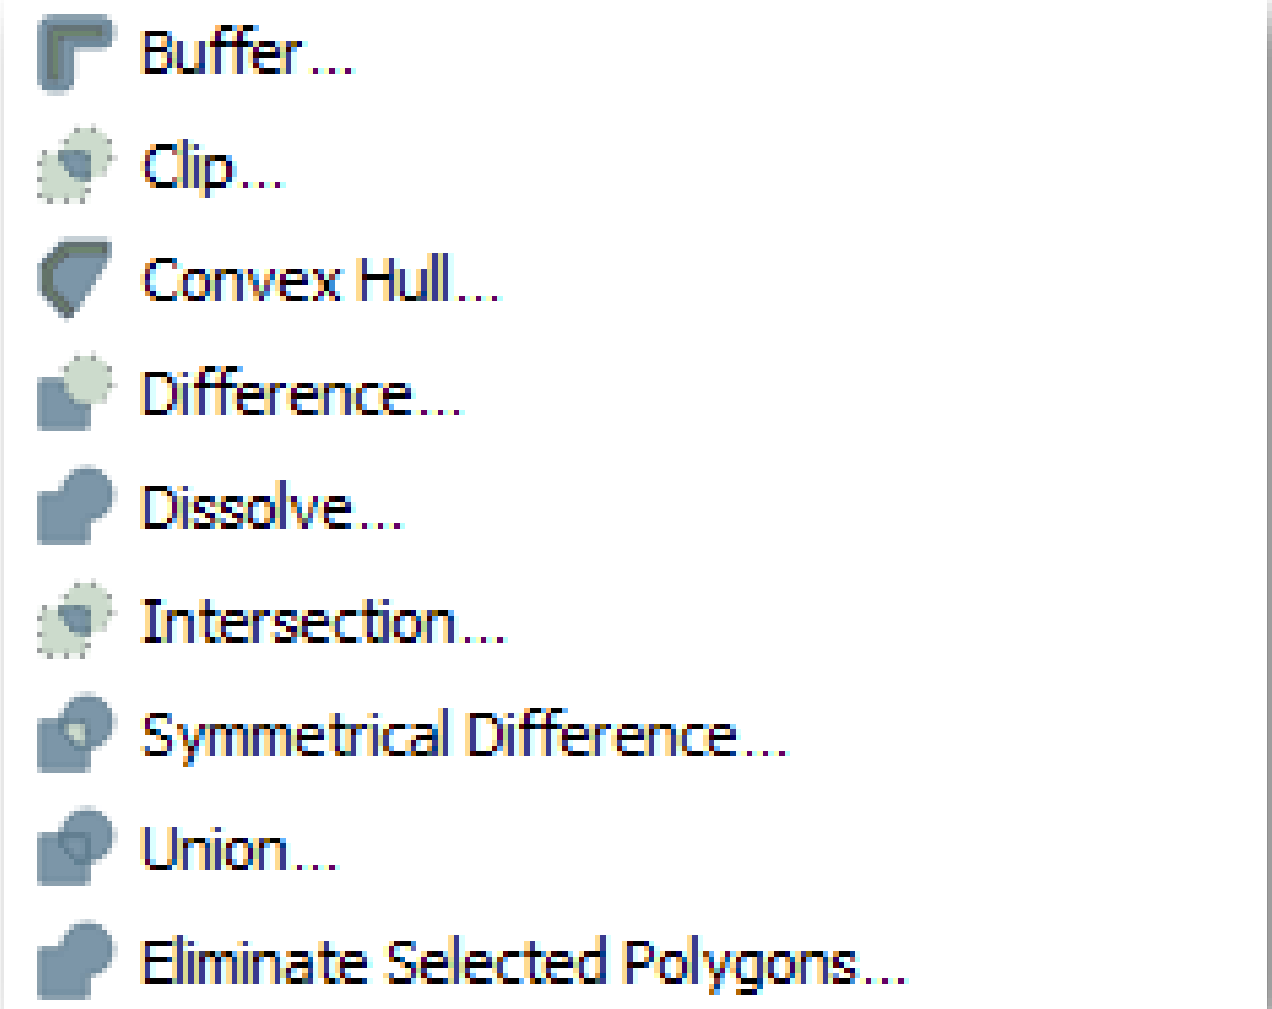 Buffer...
Clip...
Convex Hull...
Difference...
Dissolve...
Intersection...
Symmetrical Difference...
Union...
Eliminate Selected Polygons...